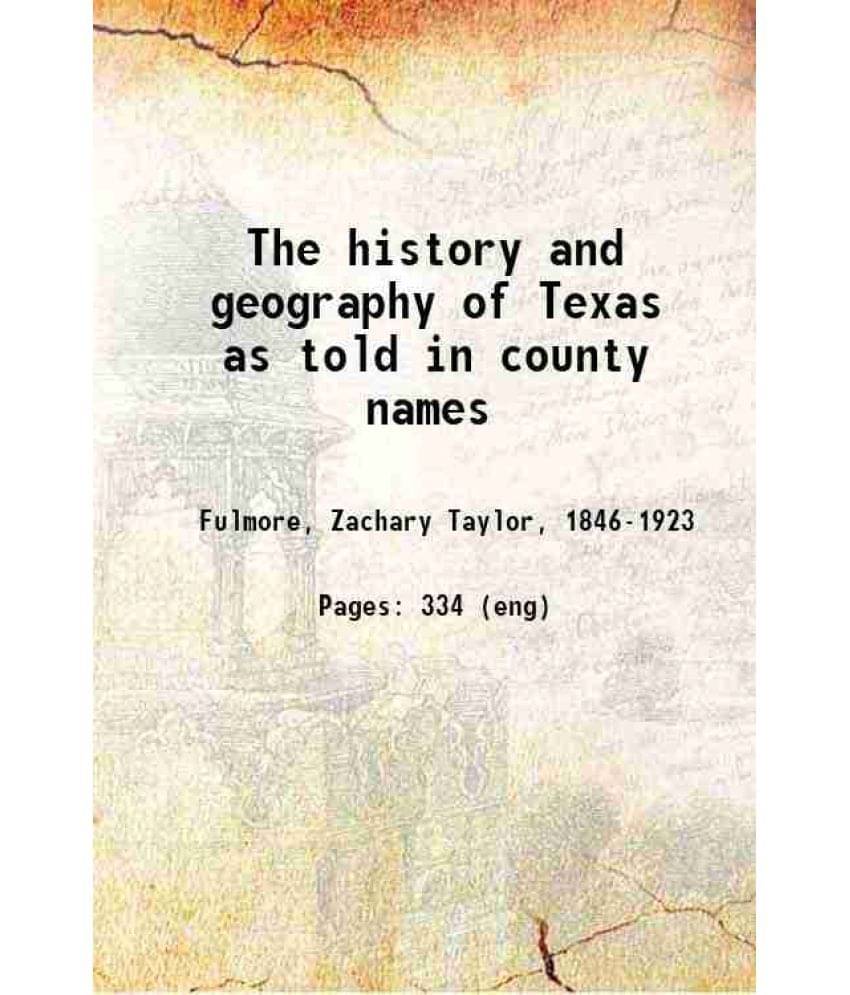 The history and
geography of Texas
as told in county
names
Fulmore, Zachary Taylor, 1846-1923
Pages: 334 (eng)